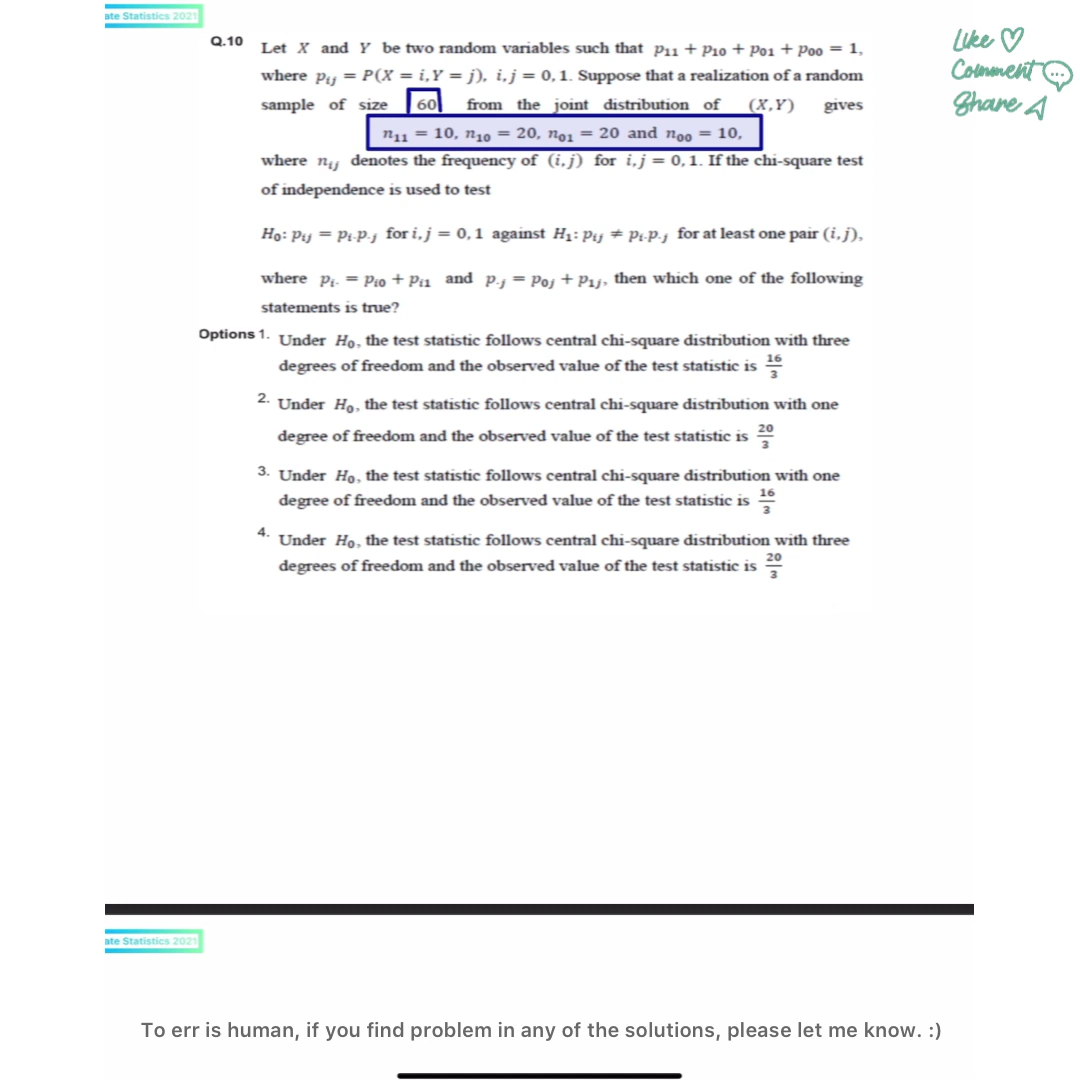 ate Statistics 2021
Like
Comment
Share
Q.10 Let X and Y be two random variables such that p₁₁ + p₁₀ + p₀₁ + p₀₀ = 1,
where pᵢⱼ = P(X = i, Y = j), i, j = 0, 1. Suppose that a realization of a random
sample of size 60 from the joint distribution of (X, Y) gives
n₁₁ = 10, n₁₀ = 20, n₀₁ = 20 and n₀₀ = 10,
where nᵢⱼ denotes the frequency of (i, j) for i, j = 0, 1. If the chi-square test
of independence is used to test
H₀: pᵢⱼ = pᵢ.p.ⱼ for i, j = 0, 1 against H₁: pᵢⱼ ≠ pᵢ.p.ⱼ for at least one pair (i, j),
where pᵢ. = pᵢ₀ + pᵢ₁ and p.ⱼ = p₀ⱼ + p₁ⱼ, then which one of the following
statements is true?
Options 1. Under H₀, the test statistic follows central chi-square distribution with three
degrees of freedom and the observed value of the test statistic is 16/3
2. Under H₀, the test statistic follows central chi-square distribution with one
degree of freedom and the observed value of the test statistic is 20/3
3. Under H₀, the test statistic follows central chi-square distribution with one
degree of freedom and the observed value of the test statistic is 16/3
4. Under H₀, the test statistic follows central chi-square distribution with three
degrees of freedom and the observed value of the test statistic is 20/3
ate Statistics 2021
To err is human, if you find problem in any of the solutions, please let me know. :)